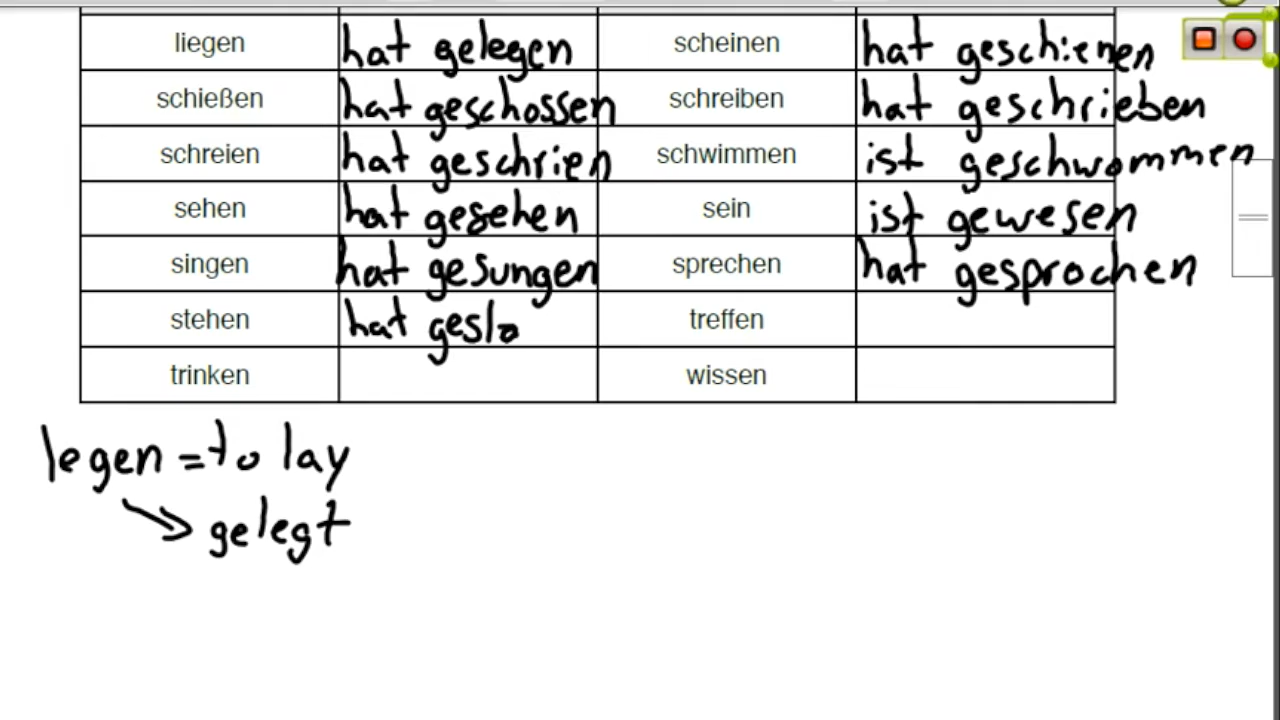 liegen hat gelegen scheinen hat geschienen
schießen hat geschossen schreiben hat geschrieben
schreien hat geschrien schwimmen ist geschwommen
sehen hat gesehen sein ist gewesen
singen hat gesungen sprechen hat gesprochen
stehen hat geslo treffen
trinken wissen
legen = to lay
gelegt